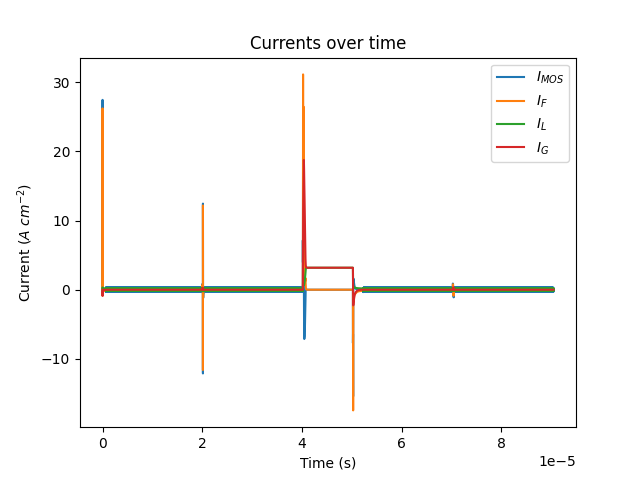 Currents over time
Current (A cm⁻²)
30
20
10
0
−10
I_MOS
I_F
I_L
I_G
0 2 4 6 8
Time (s) 1e−5